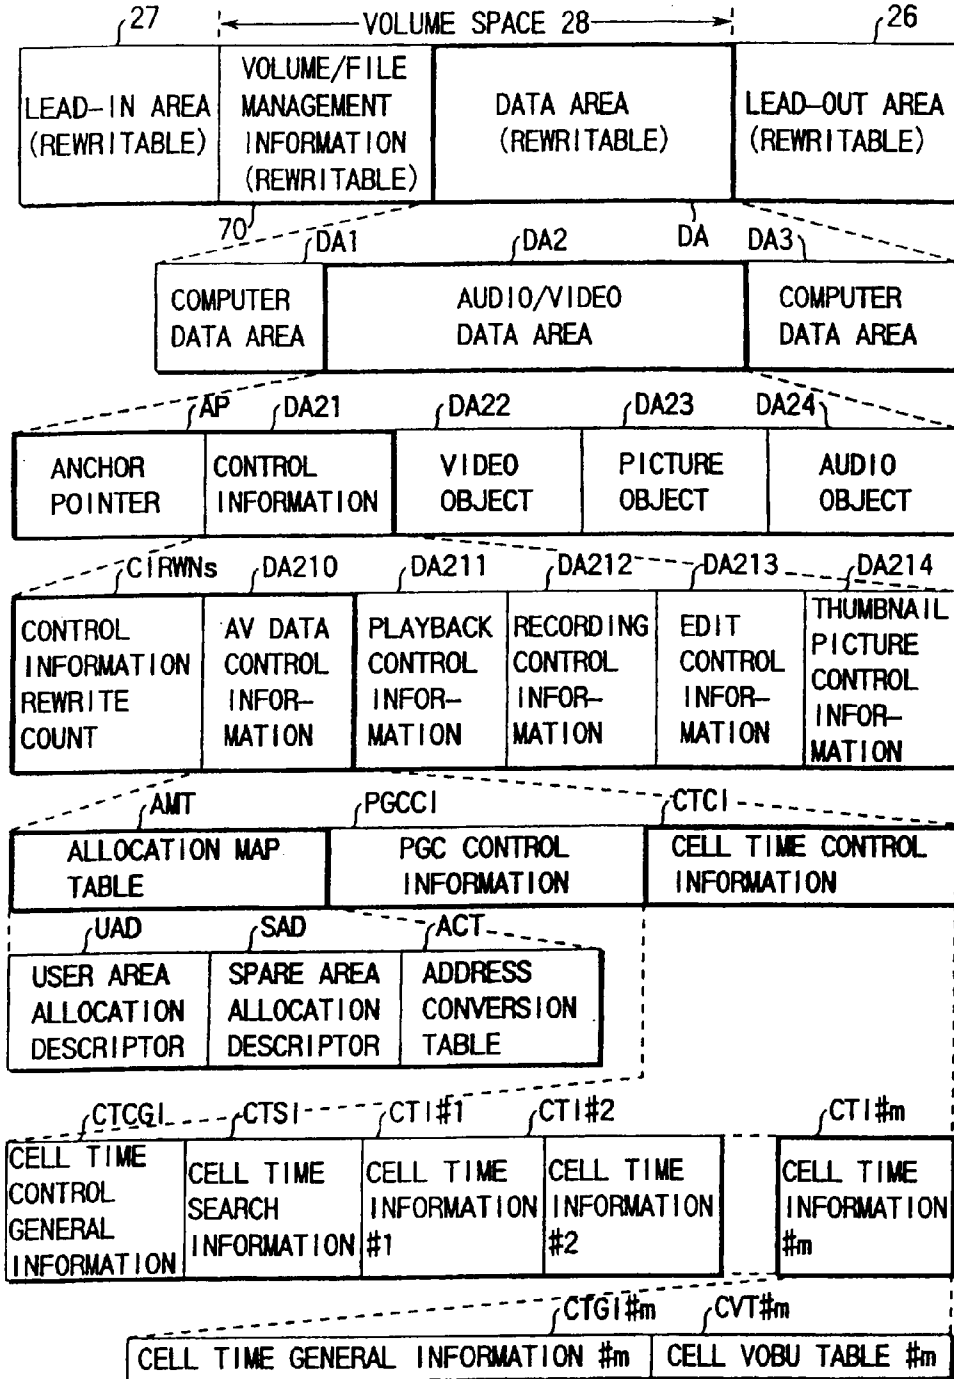 27
VOLUME SPACE 28
26
LEAD-IN AREA
(REWRITABLE)
VOLUME/FILE
MANAGEMENT
INFORMATION
(REWRITABLE)
DATA AREA
(REWRITABLE)
LEAD-OUT AREA
(REWRITABLE)
70
DA
DA1
DA2
DA3
COMPUTER
DATA AREA
AUDIO/VIDEO
DATA AREA
COMPUTER
DATA AREA
AP
DA21
DA22
DA23
DA24
ANCHOR
POINTER
CONTROL
INFORMATION
VIDEO
OBJECT
PICTURE
OBJECT
AUDIO
OBJECT
CIRWNs
DA210
DA211
DA212
DA213
DA214
CONTROL
INFORMATION
REWRITE
COUNT
AV DATA
CONTROL
INFOR-
MATION
PLAYBACK
CONTROL
INFOR-
MATION
RECORDING
CONTROL
INFOR-
MATION
EDIT
CONTROL
INFOR-
MATION
THUMBNAIL
PICTURE
CONTROL
INFOR-
MATION
AMT
PGCCI
CTCI
ALLOCATION MAP
TABLE
PGC CONTROL
INFORMATION
CELL TIME CONTROL
INFORMATION
UAD
SAD
ACT
USER AREA
ALLOCATION
DESCRIPTOR
SPARE AREA
ALLOCATION
DESCRIPTOR
ADDRESS
CONVERSION
TABLE
CTCGI
CTSI
CTI#1
CTI#2
CTI#m
CELL TIME
CONTROL
GENERAL
INFORMATION
CELL TIME
SEARCH
INFORMATION
CELL TIME
INFORMATION
#1
CELL TIME
INFORMATION
#2
CELL TIME
INFORMATION
#m
CTGI#m
CVT#m
CELL TIME GENERAL INFORMATION #m
CELL VOBU TABLE #m